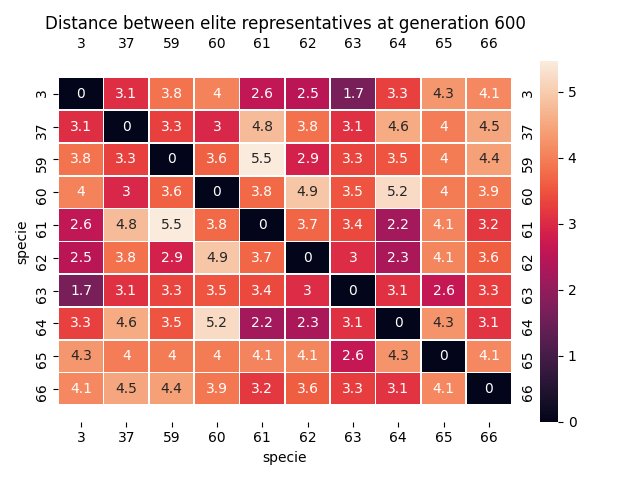 Distance between elite representatives at generation 600
3 37 59 60 61 62 63 64 65 66
3 0 3.1 3.8 4 2.6 2.5 1.7 3.3 4.3 4.1 3
37 3.1 0 3.3 3 4.8 3.8 3.1 4.6 4 4.5 37
59 3.8 3.3 0 3.6 5.5 2.9 3.3 3.5 4 4.4 59
60 4 3 3.6 0 3.8 4.9 3.5 5.2 4 3.9 60
61 2.6 4.8 5.5 3.8 0 3.7 3.4 2.2 4.1 3.2 61
62 2.5 3.8 2.9 4.9 3.7 0 3 2.3 4.1 3.6 62
63 1.7 3.1 3.3 3.5 3.4 3 0 3.1 2.6 3.3 63
64 3.3 4.6 3.5 5.2 2.2 2.3 3.1 0 4.3 3.1 64
65 4.3 4 4 4 4.1 4.1 2.6 4.3 0 4.1 65
66 4.1 4.5 4.4 3.9 3.2 3.6 3.3 3.1 4.1 0 66
3 37 59 60 61 62 63 64 65 66
specie
specie
5
4
3
2
1
0